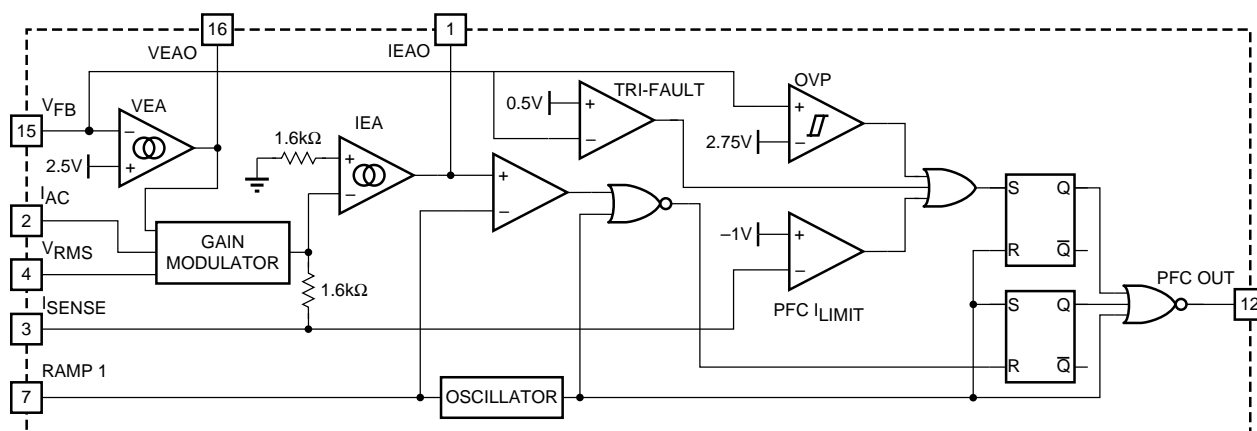 16
1
VEAO
IEAO
TRI-FAULT
OVP
VFB
VEA
0.5V
+
+
IEA
15
−
1.6kΩ
−
2.75V
−
2.5V
+
+
IAC
−
+
S
Q
2
–1V
+
VRMS
GAIN
MODULATOR
−
R
Q
4
−
1.6kΩ
PFC OUT
ISENSE
PFC ILIMIT
S
Q
12
3
RAMP 1
R
Q
7
OSCILLATOR